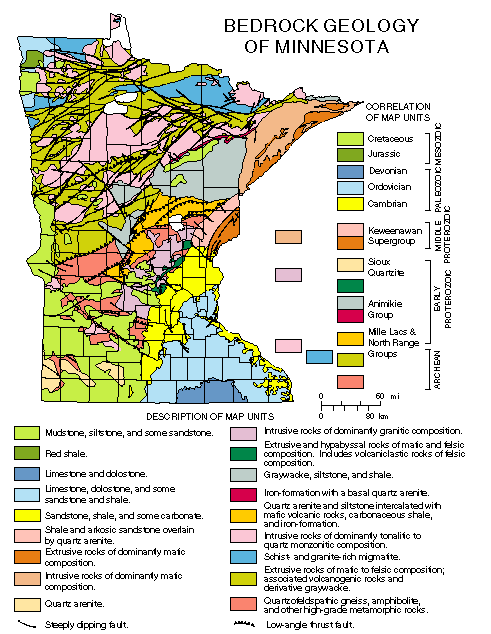 BEDROCK GEOLOGY
OF MINNESOTA
CORRELATION
OF MAP UNITS
Cretaceous
Jurassic
MESOZOIC
Devonian
Ordovician
Cambrian
PALEOZOIC
Keweenawan
Supergroup
MIDDLE
PROTEROZOIC
Sioux
Quartzite
Animikie
Group
Mille Lacs &
North Range
Groups
EARLY
PROTEROZOIC
ARCHEAN
0 60 mi
0 90 km
DESCRIPTION OF MAP UNITS
Mudstone, siltstone, and some sandstone.
Red shale.
Limestone and dolostone.
Limestone, dolostone, and some
sandstone and shale.
Sandstone, shale, and some carbonate.
Shale and arkosic sandstone overlain
by quartz arenite.
Extrusive rocks of dominantly mafic
composition.
Intrusive rocks of dominantly mafic
composition.
Quartz arenite.
Steeply dipping fault.
Intrusive rocks of dominantly granitic composition.
Extrusive and hypabyssal rocks of mafic and felsic
composition. Includes volcaniclastic rocks of felsic
composition.
Graywacke, siltstone, and shale.
Iron-formation with a basal quartz arenite.
Quartz arenite and siltstone intercalated with
mafic volcanic rocks, carbonaceous shale,
and iron-formation.
Intrusive rocks of dominantly tonalitic to
quartz monzonitic composition.
Schist- and granite-rich migmatite.
Extrusive rocks of mafic to felsic composition;
associated volcanogenic rocks and
derivative graywacke.
Quartzofeldspathic gneiss, amphibolite,
and other high-grade metamorphic rocks.
Low-angle thrust fault.